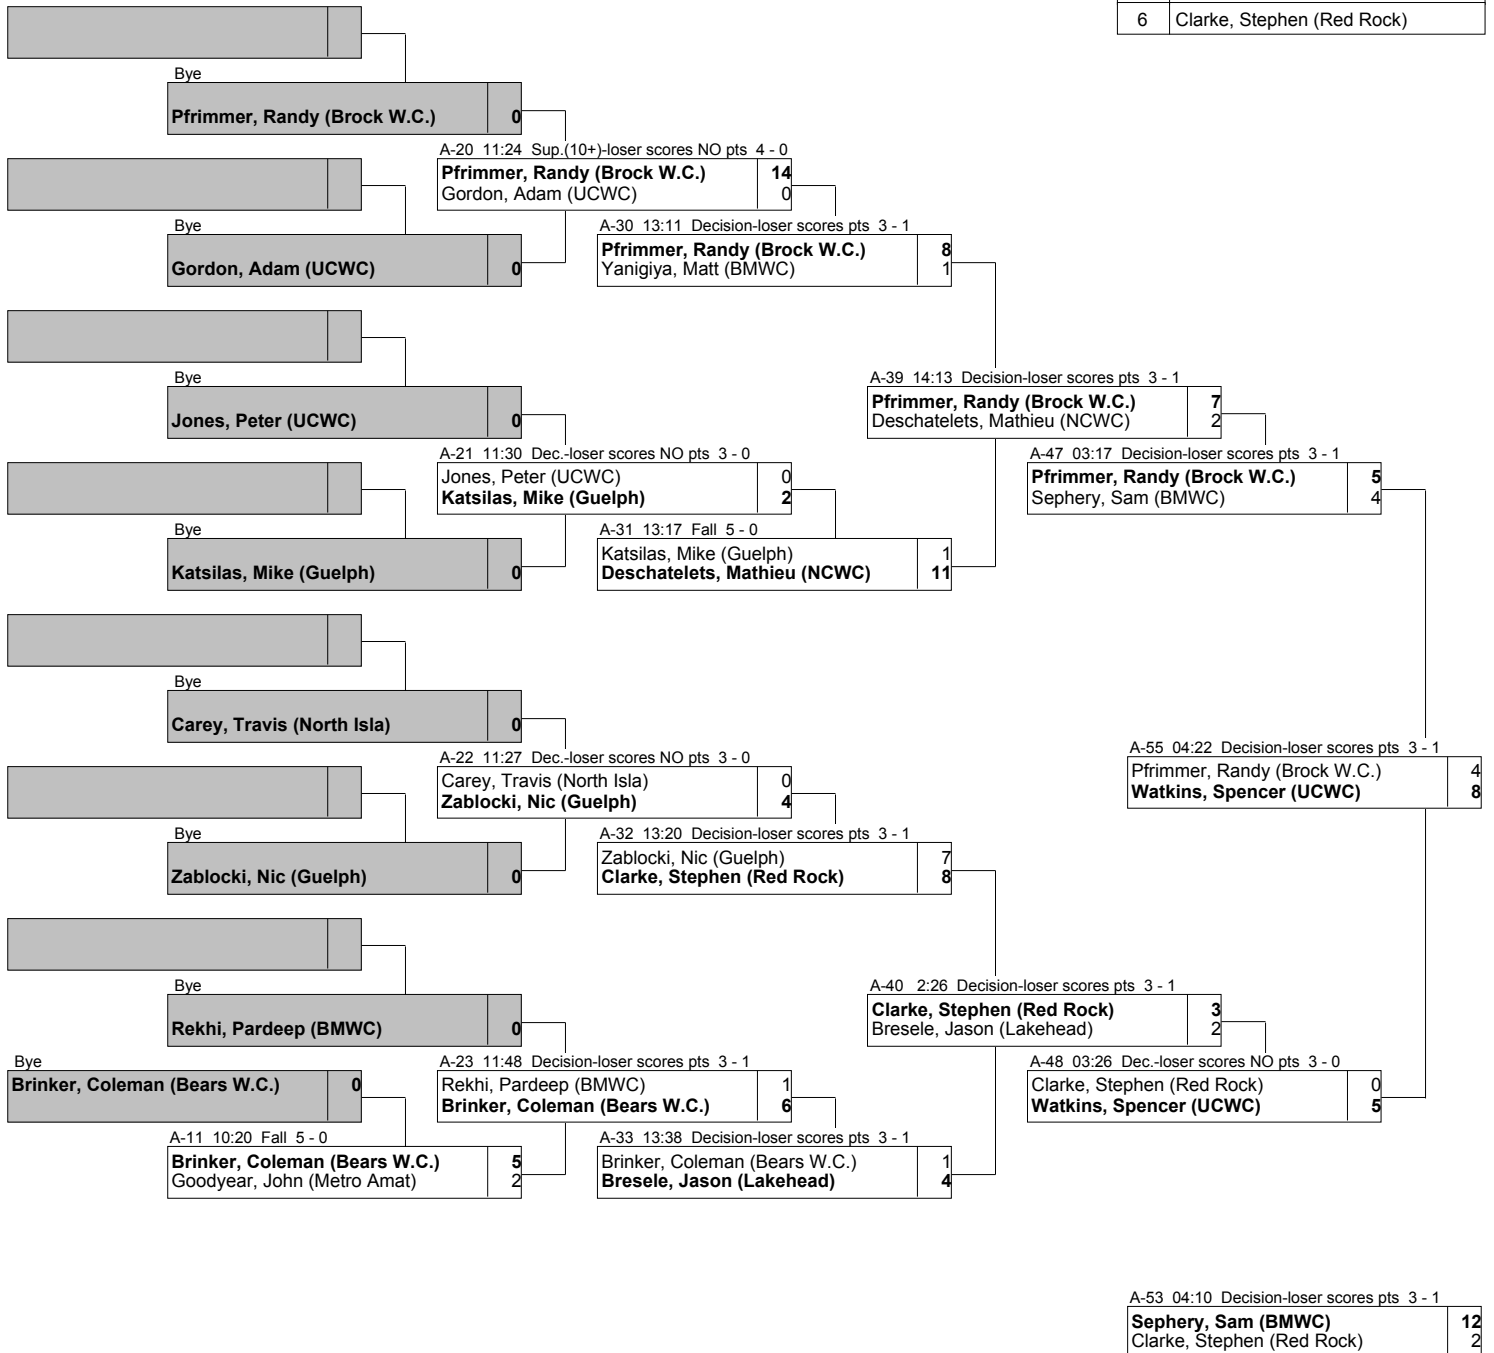 6 Clarke, Stephen (Red Rock)
Bye
Pfrimmer, Randy (Brock W.C.) 0
A-20 11:24 Sup.(10+)-loser scores NO pts 4 - 0
Pfrimmer, Randy (Brock W.C.) 14
Gordon, Adam (UCWC) 0
Bye
Gordon, Adam (UCWC) 0
A-30 13:11 Decision-loser scores pts 3 - 1
Pfrimmer, Randy (Brock W.C.) 8
Yanigiya, Matt (BMWC) 1
Bye
Jones, Peter (UCWC) 0
A-39 14:13 Decision-loser scores pts 3 - 1
Pfrimmer, Randy (Brock W.C.) 7
Deschatelets, Mathieu (NCWC) 2
A-21 11:30 Dec.-loser scores NO pts 3 - 0
Jones, Peter (UCWC) 0
Katsilas, Mike (Guelph) 2
A-47 03:17 Decision-loser scores pts 3 - 1
Pfrimmer, Randy (Brock W.C.) 5
Sephery, Sam (BMWC) 4
Bye
Katsilas, Mike (Guelph) 0
A-31 13:17 Fall 5 - 0
Katsilas, Mike (Guelph) 1
Deschatelets, Mathieu (NCWC) 11
Bye
Carey, Travis (North Isla) 0
A-22 11:27 Dec.-loser scores NO pts 3 - 0
Carey, Travis (North Isla) 0
Zablocki, Nic (Guelph) 4
A-55 04:22 Decision-loser scores pts 3 - 1
Pfrimmer, Randy (Brock W.C.) 4
Watkins, Spencer (UCWC) 8
Bye
Zablocki, Nic (Guelph) 0
A-32 13:20 Decision-loser scores pts 3 - 1
Zablocki, Nic (Guelph) 7
Clarke, Stephen (Red Rock) 8
Bye
Rekhi, Pardeep (BMWC) 0
A-40 2:26 Decision-loser scores pts 3 - 1
Clarke, Stephen (Red Rock) 3
Bresele, Jason (Lakehead) 2
Bye
Brinker, Coleman (Bears W.C.) 0
A-23 11:48 Decision-loser scores pts 3 - 1
Rekhi, Pardeep (BMWC) 1
Brinker, Coleman (Bears W.C.) 6
A-48 03:26 Dec.-loser scores NO pts 3 - 0
Clarke, Stephen (Red Rock) 0
Watkins, Spencer (UCWC) 5
A-11 10:20 Fall 5 - 0
Brinker, Coleman (Bears W.C.) 5
Goodyear, John (Metro Amat) 2
A-33 13:38 Decision-loser scores pts 3 - 1
Brinker, Coleman (Bears W.C.) 1
Bresele, Jason (Lakehead) 4
A-53 04:10 Decision-loser scores pts 3 - 1
Sephery, Sam (BMWC) 12
Clarke, Stephen (Red Rock) 2